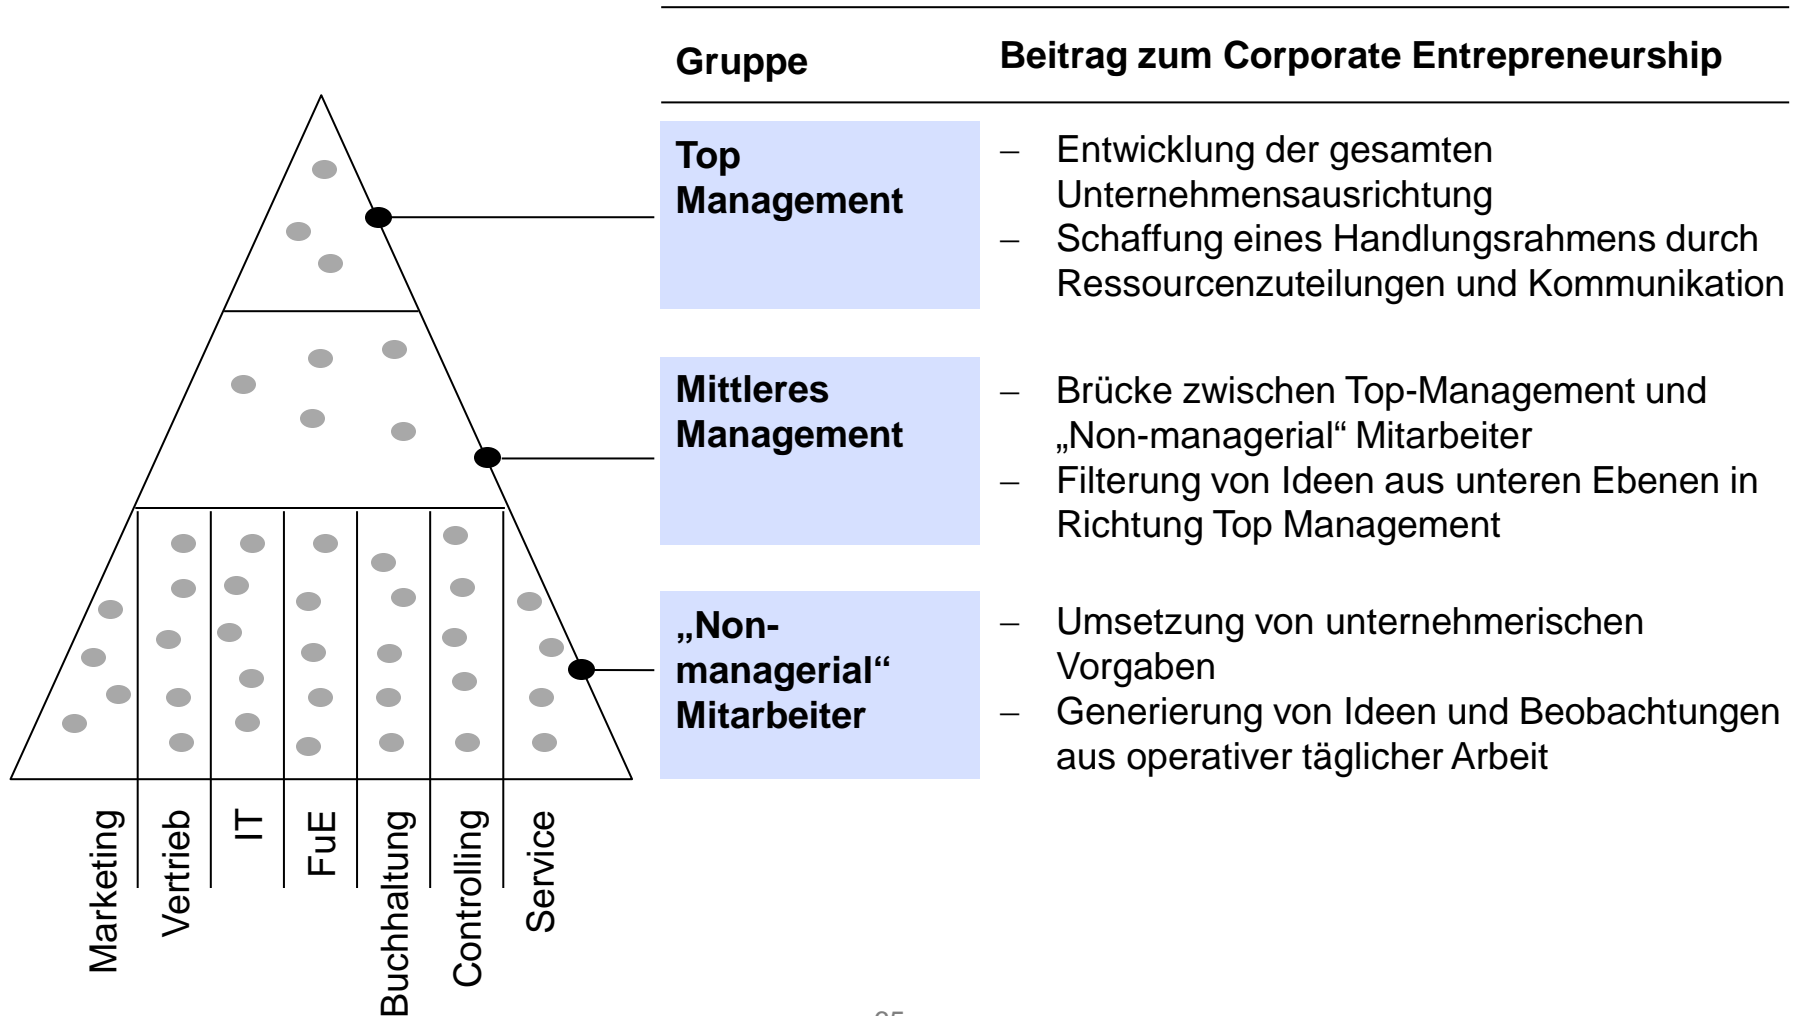 Gruppe
Beitrag zum Corporate Entrepreneurship
Top
Management
– Entwicklung der gesamten
Unternehmensausrichtung
– Schaffung eines Handlungsrahmens durch
Ressourcenzuteilungen und Kommunikation
Mittleres
Management
– Brücke zwischen Top-Management und
„Non-managerial“ Mitarbeiter
– Filterung von Ideen aus unteren Ebenen in
Richtung Top Management
„Non-
managerial“
Mitarbeiter
– Umsetzung von unternehmerischen
Vorgaben
– Generierung von Ideen und Beobachtungen
aus operativer täglicher Arbeit
Marketing
Vertrieb
IT
FuE
Buchhaltung
Controlling
Service